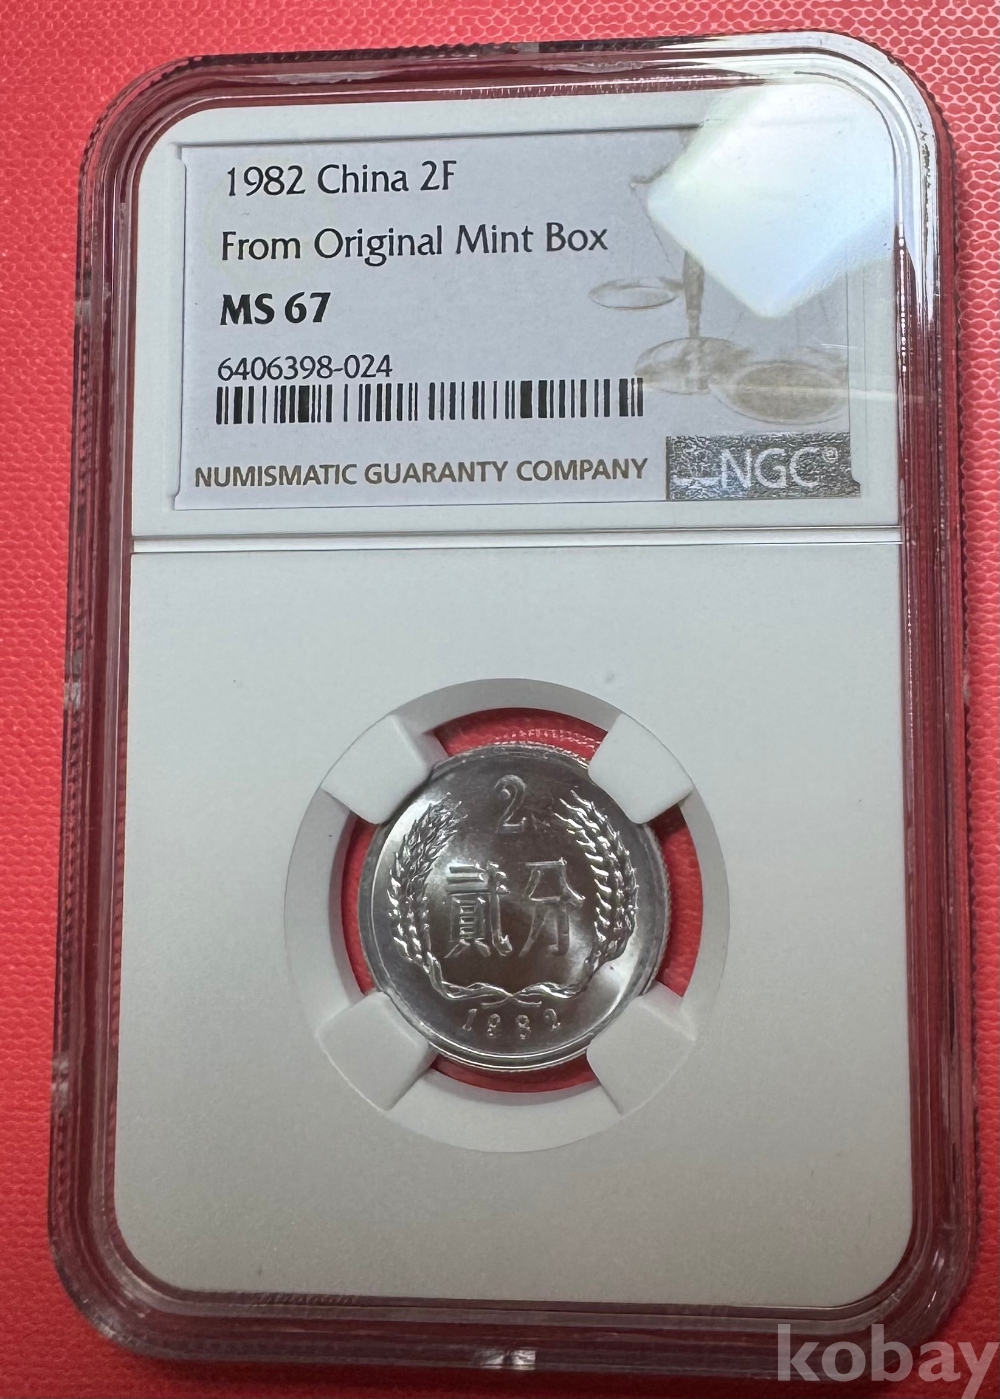 1982 China 2F
From Original Mint Box
MS 67
6406398-024
NUMISMATIC GUARANTY COMPANY
NGC®
2
貳分
1982
kobay